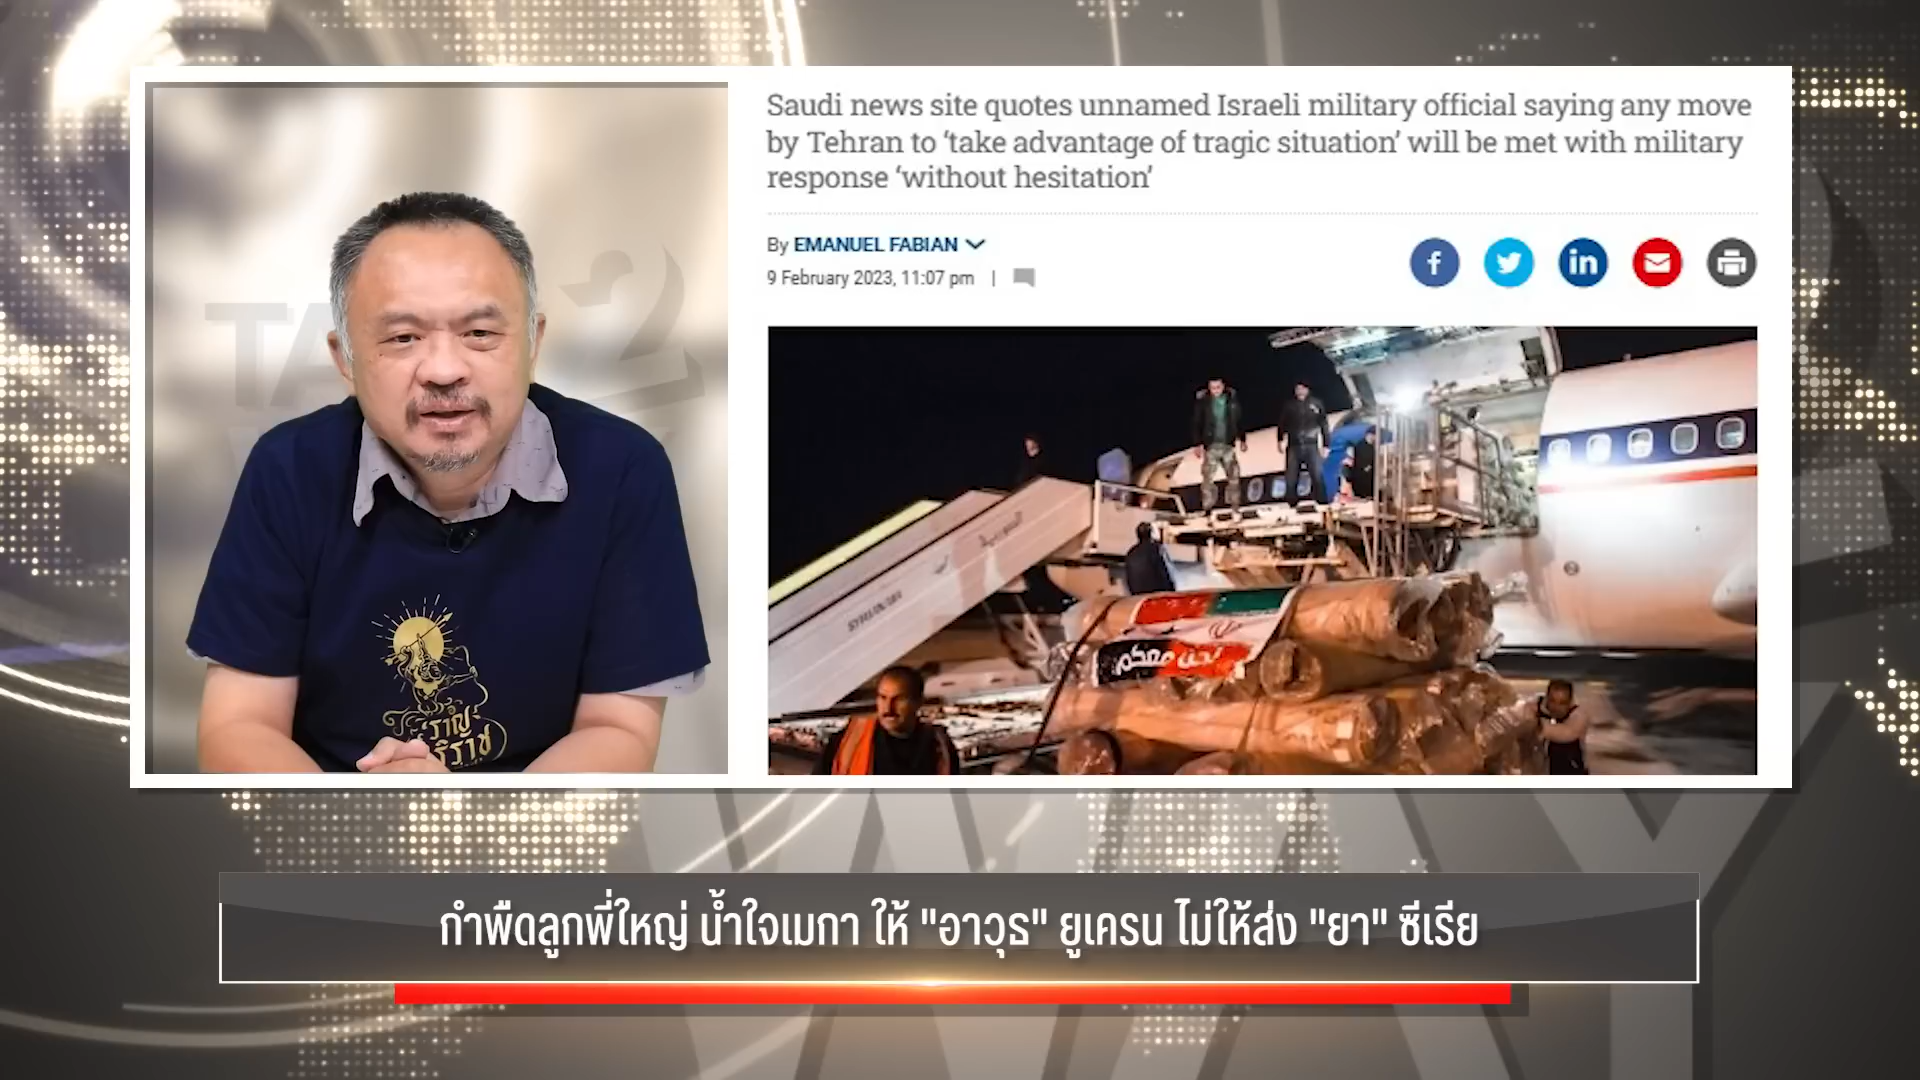 Saudi news site quotes unnamed Israeli military official saying any move
by Tehran to ‘take advantage of tragic situation’ will be met with military
response ‘without hesitation’
By EMANUEL FABIAN
9 February 2023, 11:07 pm |
نحن معكم
กำพืดลูกพี่ใหญ่ น้ำใจเมกา ให้ "อาวุธ" ยูเครน ไม่ให้ส่ง "ยา" ซีเรีย